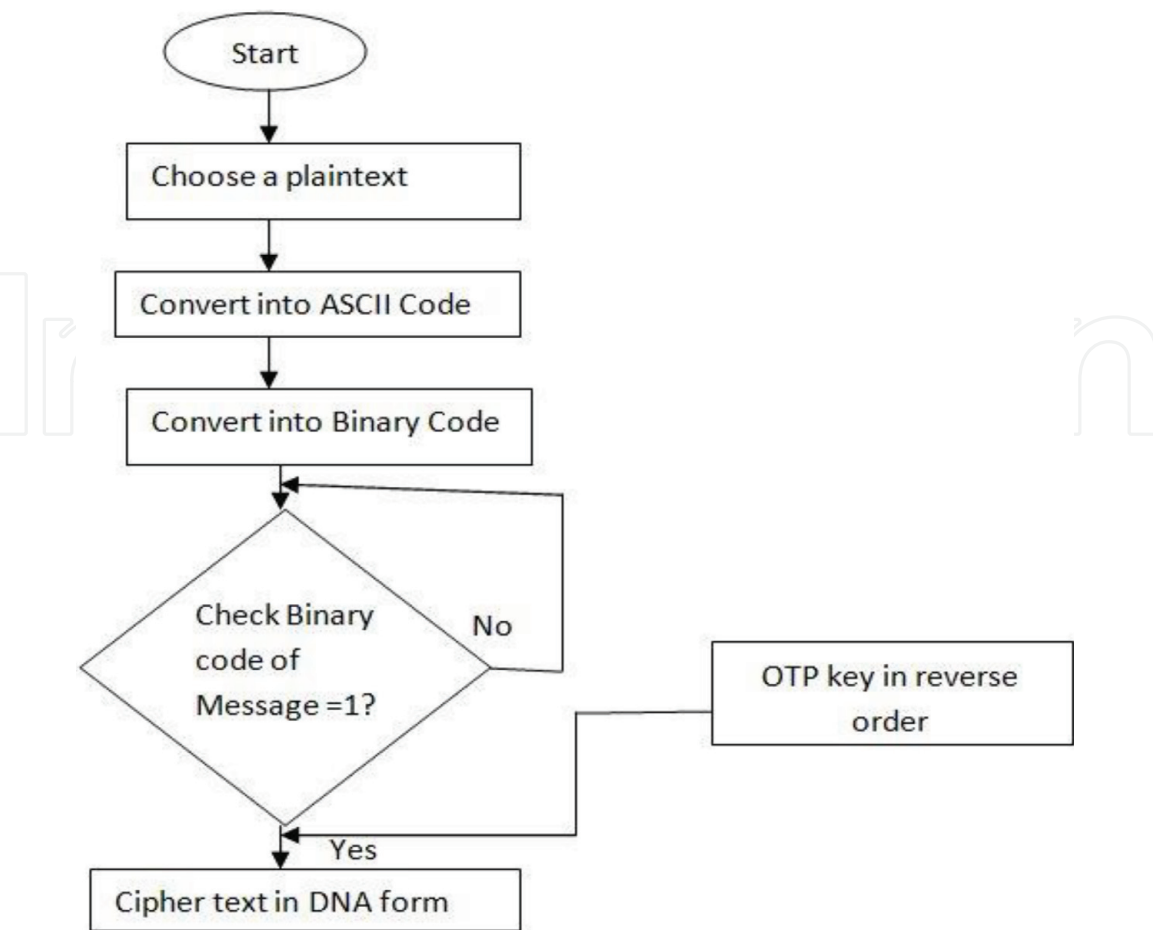 Start
Choose a plaintext
Convert into ASCII Code
Convert into Binary Code
Check Binary
code of
Message =1?
No
OTP key in reverse
order
Yes
Cipher text in DNA form